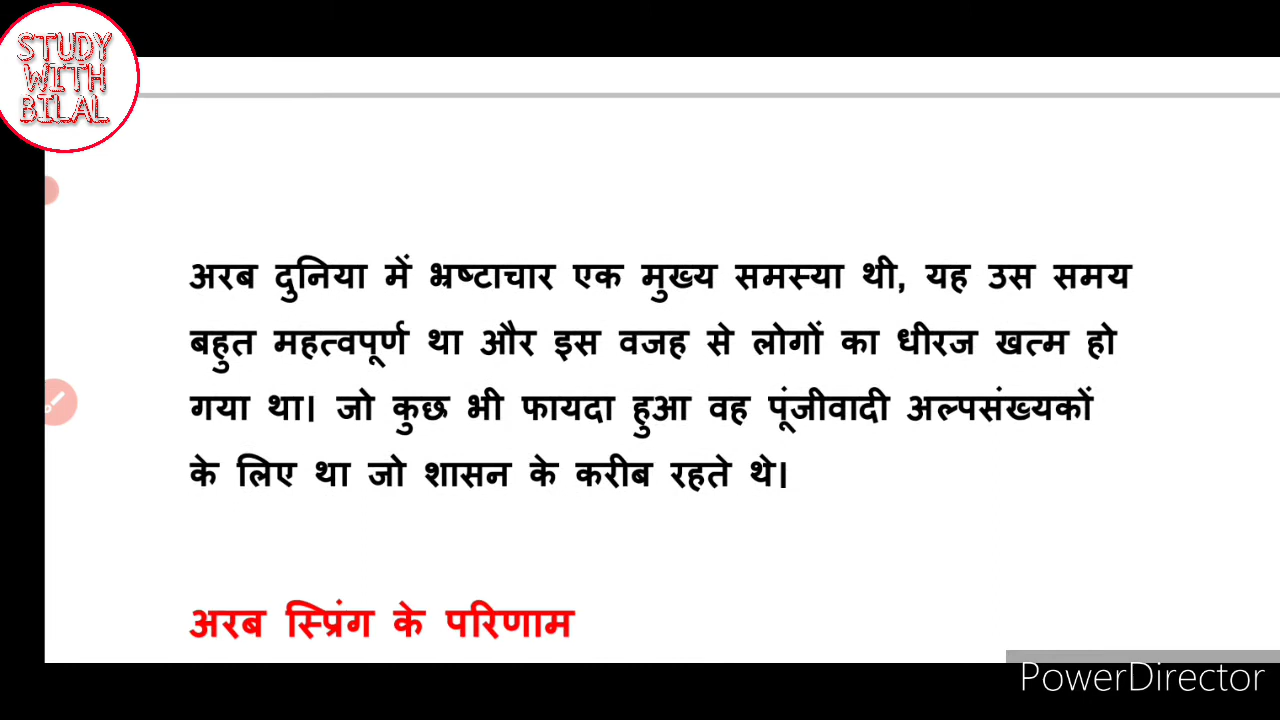 STUDY
WITH
BILAL
अरब दुनिया में भ्रष्टाचार एक मुख्य समस्या थी, यह उस समय
बहुत महत्वपूर्ण था और इस वजह से लोगों का धीरज खत्म हो
गया था। जो कुछ भी फायदा हुआ वह पूंजीवादी अल्पसंख्यकों
के लिए था जो शासन के करीब रहते थे।
अरब स्प्रिंग के परिणाम
PowerDirector